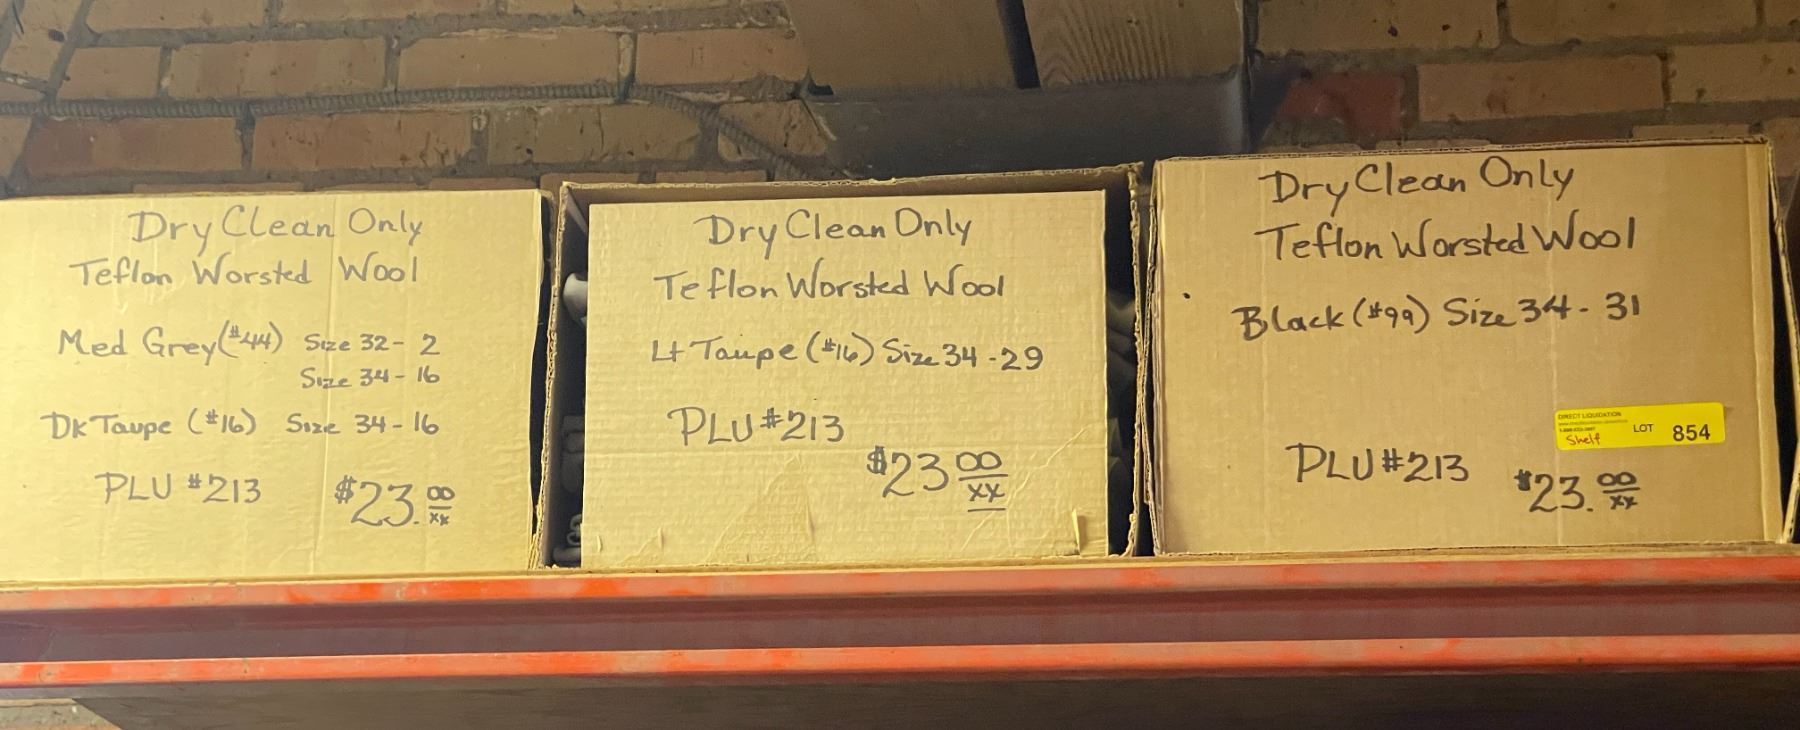 Dry Clean Only
Teflon Worsted Wool
Med Grey (#44) Size 32 - 2
Size 34 - 16
Dk Taupe (#16) Size 34 - 16
PLU #213 $23.00/xx
Dry Clean Only
Teflon Worsted Wool
Lt Taupe (#16) Size 34 - 29
PLU #213
$23 00/xx
Dry Clean Only
Teflon Worsted Wool
Black (#99) Size 34 - 31
DIRECT LIQUIDATION
Shelf LOT 854
PLU #213 $23.00/xx